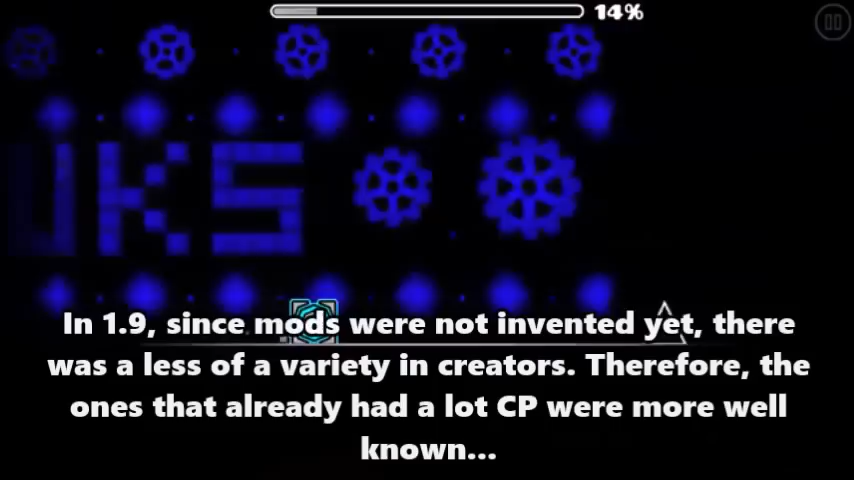 14%
UKS
In 1.9, since mods were not invented yet, there
was a less of a variety in creators. Therefore, the
ones that already had a lot CP were more well
known...